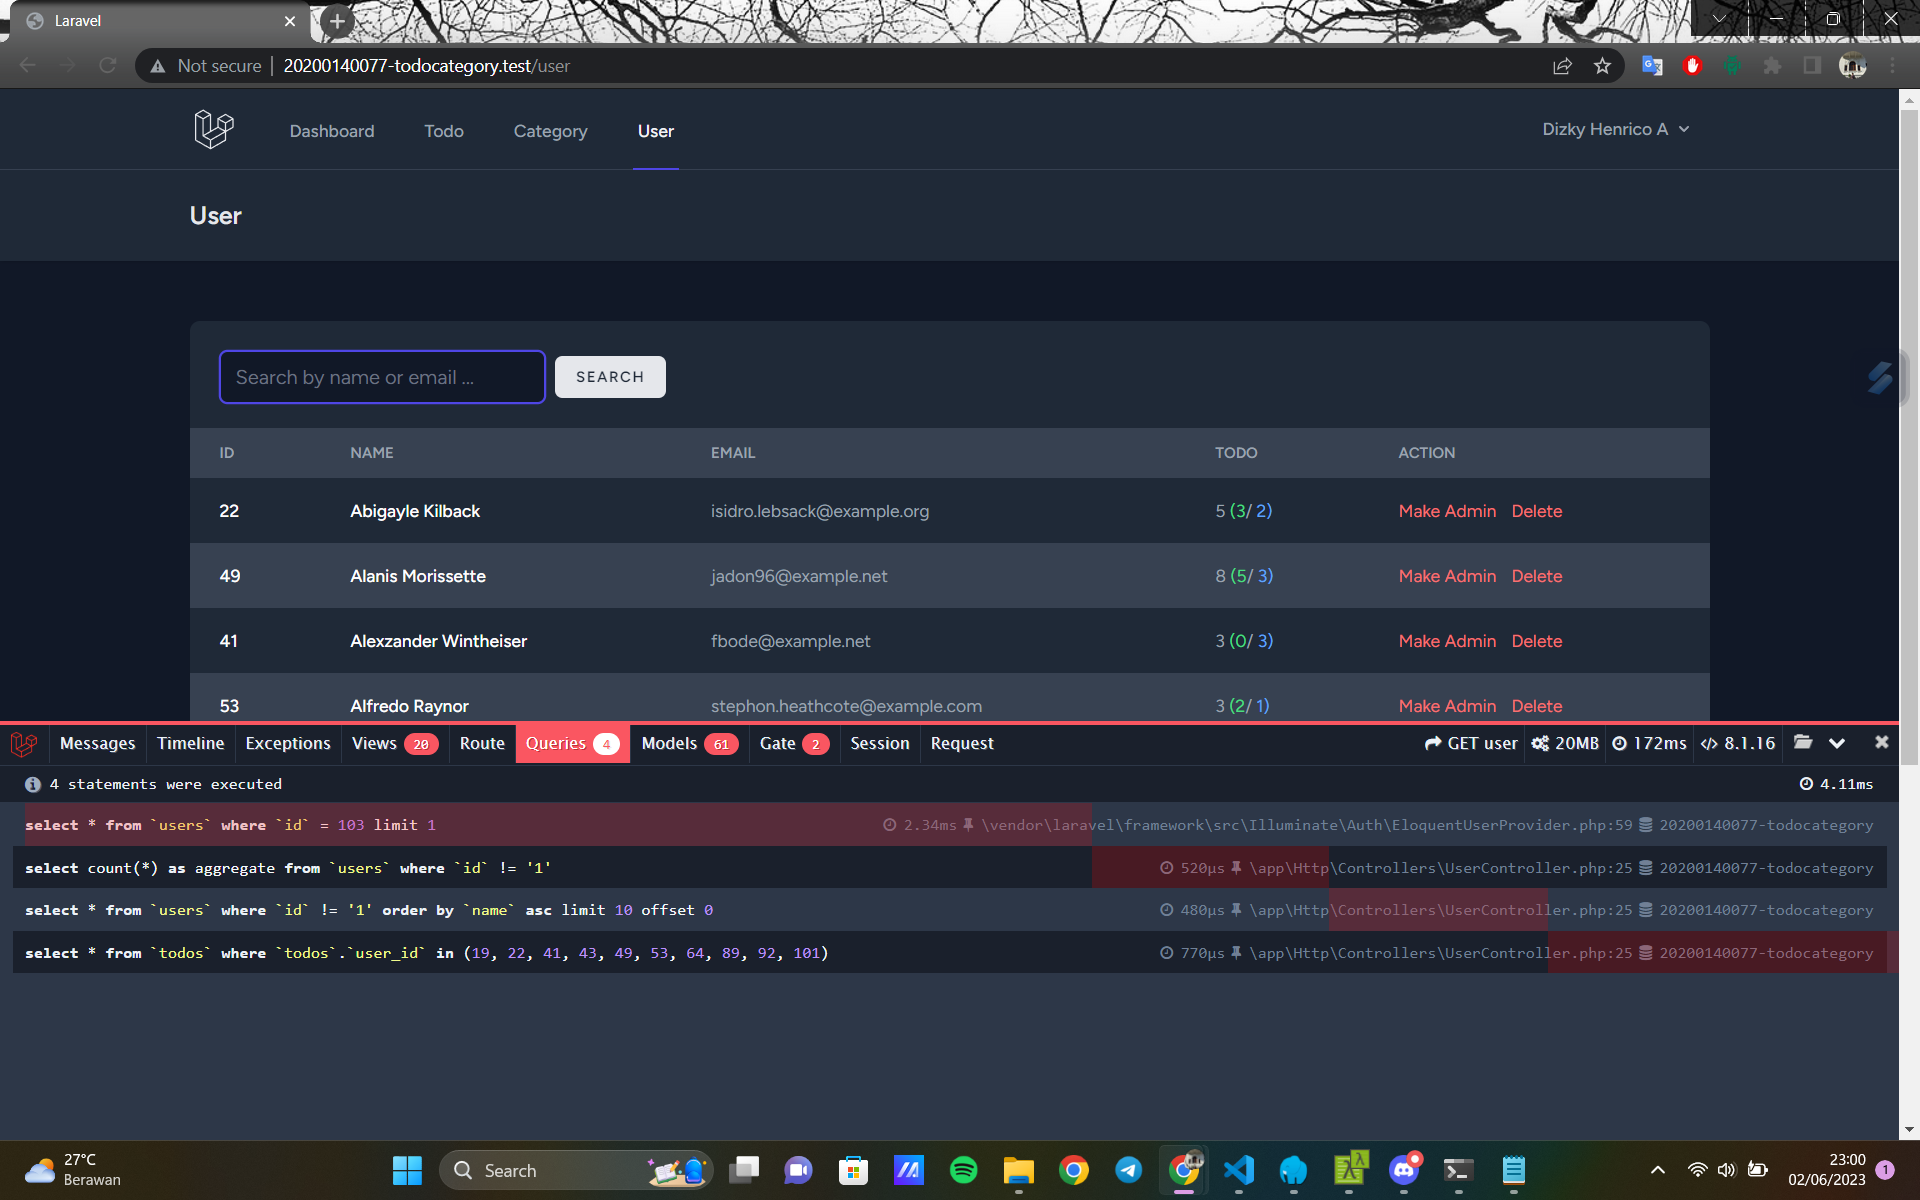 Laravel
Not secure | 20200140077-todocategory.test/user
Dashboard Todo Category User Dizky Henrico A
User
Search by name or email ... SEARCH
ID NAME EMAIL TODO ACTION
22 Abigayle Kilback isidro.lebsack@example.org 5 (3/ 2) Make Admin Delete
49 Alanis Morissette jadon96@example.net 8 (5/ 3) Make Admin Delete
41 Alexzander Wintheiser fbode@example.net 3 (0/ 3) Make Admin Delete
53 Alfredo Raynor stephon.heathcote@example.com 3 (2/ 1) Make Admin Delete
Messages Timeline Exceptions Views 20 Route Queries 4 Models 61 Gate 2 Session Request GET user 20MB 172ms 8.1.16
4 statements were executed 4.11ms
select * from `users` where `id` = 103 limit 1 2.34ms \vendor\laravel\framework\src\Illuminate\Auth\EloquentUserProvider.php:59 20200140077-todocategory
select count(*) as aggregate from `users` where `id` != '1' 520μs \app\Http\Controllers\UserController.php:25 20200140077-todocategory
select * from `users` where `id` != '1' order by `name` asc limit 10 offset 0 480μs \app\Http\Controllers\UserController.php:25 20200140077-todocategory
select * from `todos` where `todos`.`user_id` in (19, 22, 41, 43, 49, 53, 64, 89, 92, 101) 770μs \app\Http\Controllers\UserController.php:25 20200140077-todocategory
27°C
Berawan
Search
23:00
02/06/2023
1